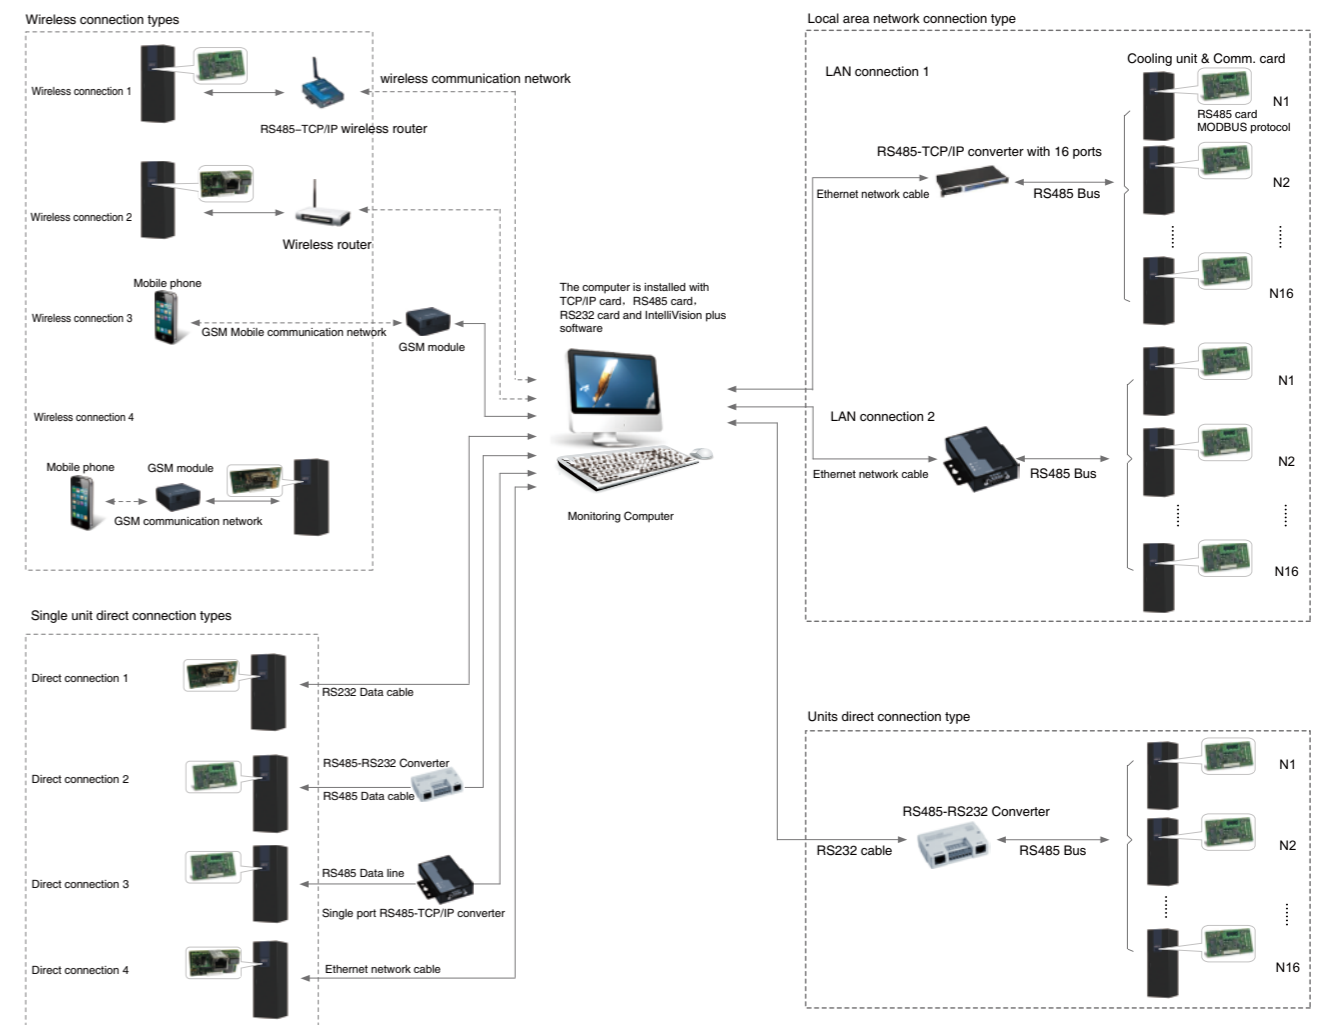 Wireless connection types
Wireless connection 1
RS485–TCP/IP wireless router
wireless communication network
Wireless connection 2
Wireless router
Mobile phone
Wireless connection 3
GSM Mobile communication network
GSM module
Wireless connection 4
Mobile phone
GSM module
GSM communication network
The computer is installed with
TCP/IP card, RS485 card,
RS232 card and IntelliVision plus
software
Monitoring Computer
Single unit direct connection types
Direct connection 1
RS232 Data cable
Direct connection 2
RS485-RS232 Converter
RS485 Data cable
Direct connection 3
RS485 Data line
Single port RS485-TCP/IP converter
Direct connection 4
Ethernet network cable
Local area network connection type
LAN connection 1
Cooling unit & Comm. card
N1
RS485 card
MODBUS protocol
RS485-TCP/IP converter with 16 ports
Ethernet network cable
RS485 Bus
N2
N16
LAN connection 2
N1
Ethernet network cable
RS485 Bus
N2
N16
Units direct connection type
N1
RS485-RS232 Converter
RS232 cable
RS485 Bus
N2
N16